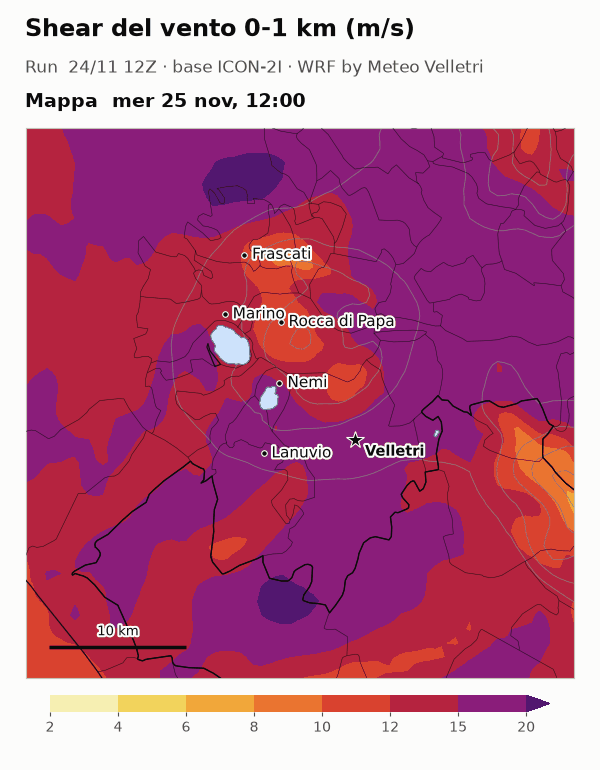 Shear del vento 0-1 km (m/s)
Run  24/11 12Z · base ICON-2I · WRF by Meteo Velletri
Mappa  mer 25 nov, 12:00
Frascati
Marino
Rocca di Papa
Nemi
Velletri
Lanuvio
10 km
2 4 6 8 10 12 15 20